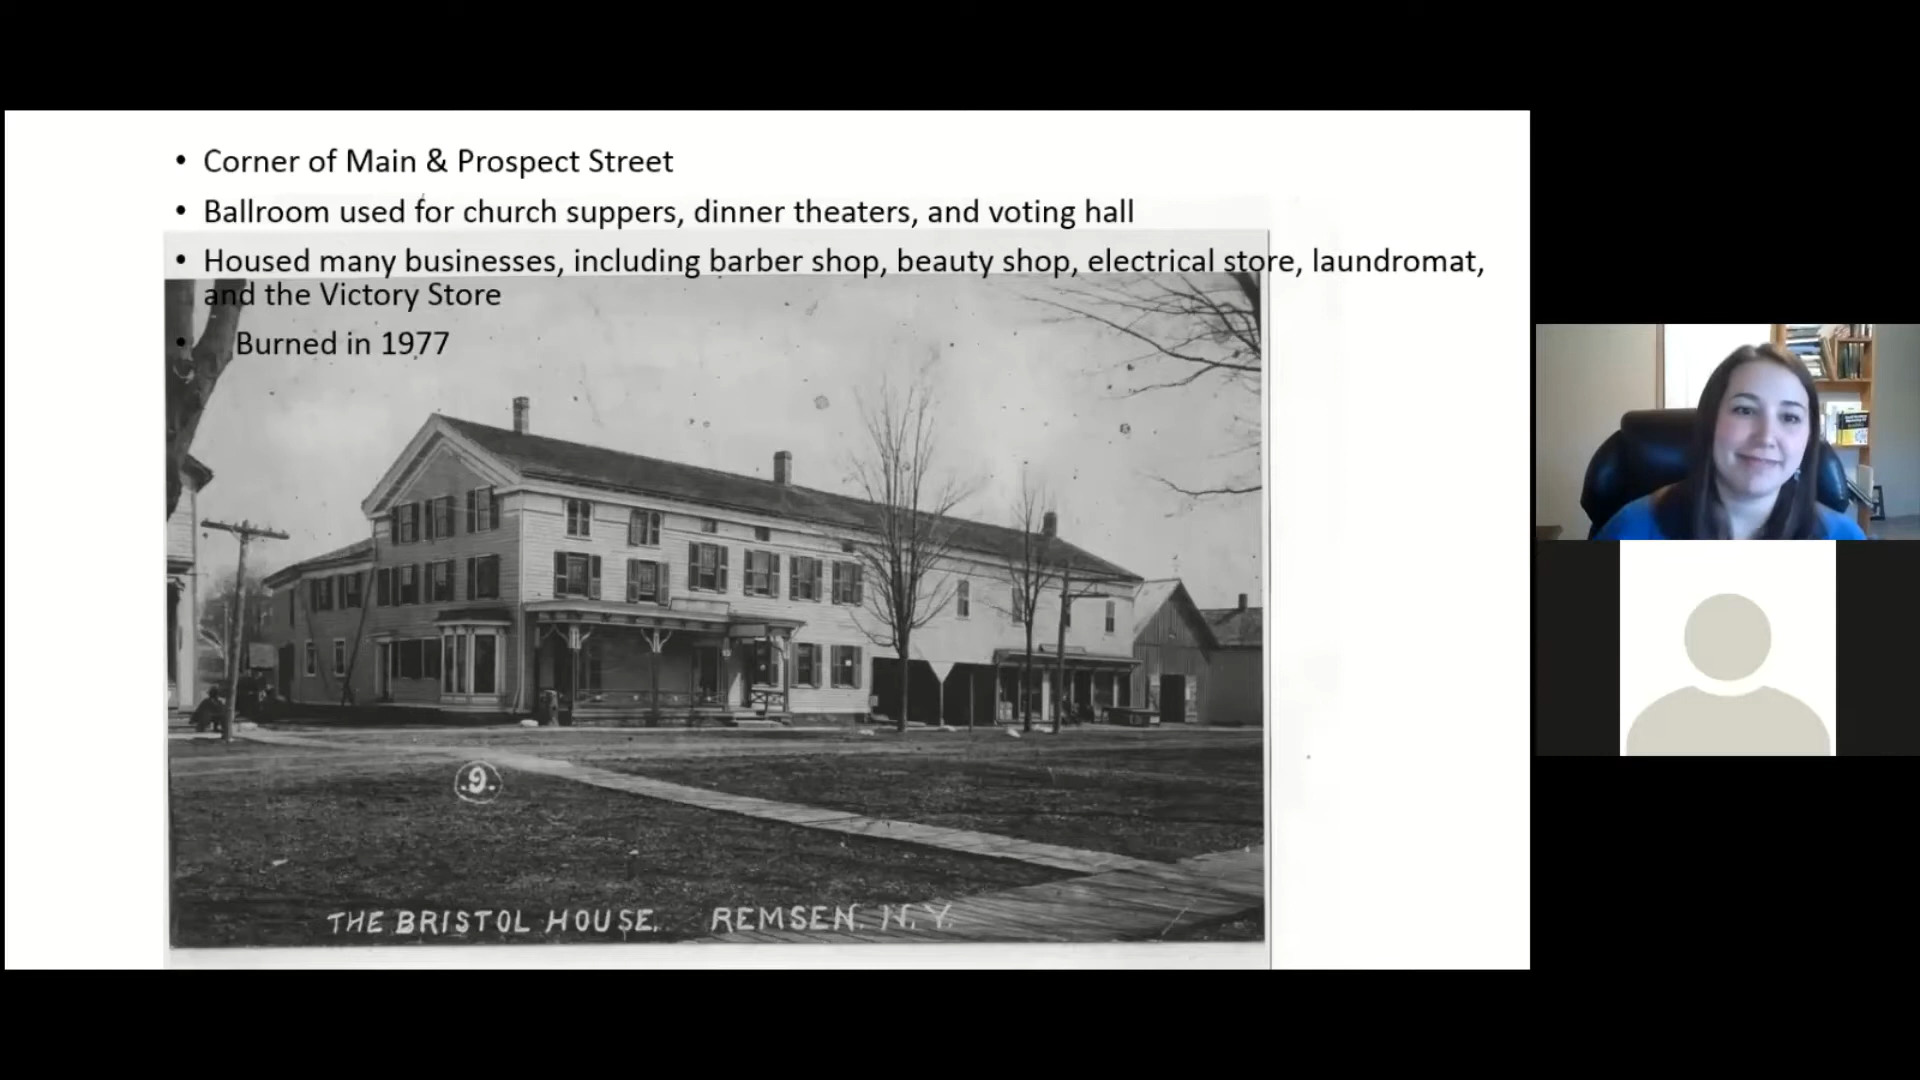 • Corner of Main & Prospect Street
• Ballroom used for church suppers, dinner theaters, and voting hall
• Housed many businesses, including barber shop, beauty shop, electrical store, laundromat,
and the Victory Store
• Burned in 1977
.9.
THE BRISTOL HOUSE. REMSEN. N.Y.